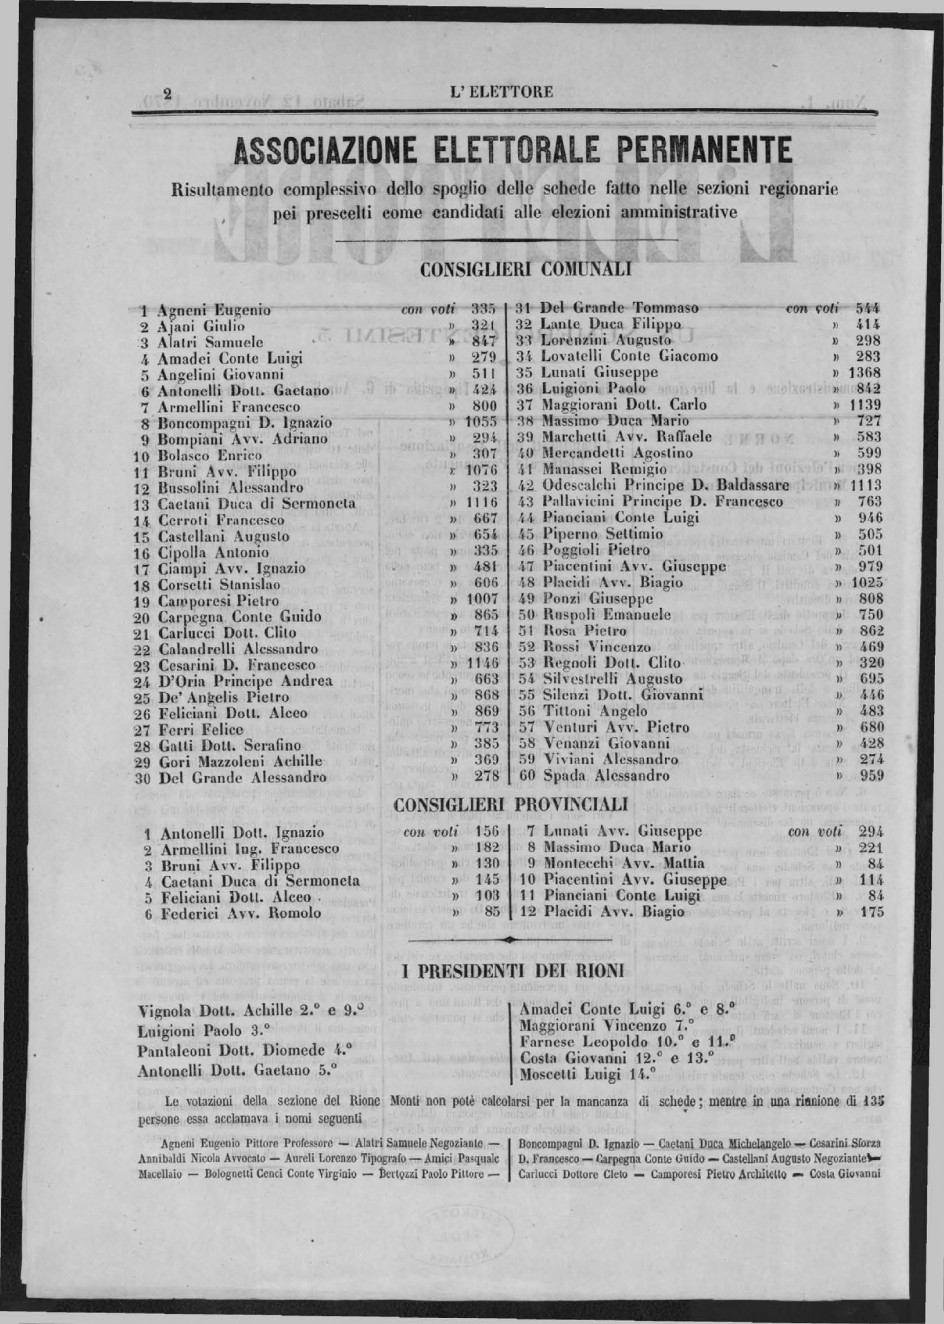 2
L' ELETTORE
ASSOCIAZIONE ELETTORALE PERMANENTE
Risultamento complessivo dello spoglio delle schede fatto nelle sezioni regionarie
pei prescelti come candidati alle elezioni amministrative
CONSIGLIERI COMUNALI
1 Agneni Eugenio con voti 335
2 Ajani Giulio » 321
3 Alatri Samuele » 847
4 Amadei Conte Luigi » 279
5 Angelini Giovanni » 511
6 Antonelli Dott. Gaetano » 424
7 Armellini Francesco » 800
8 Boncompagni D. Ignazio » 1055
9 Bompiani Avv. Adriano » 294
10 Bolasco Enrico » 307
11 Bruni Avv. Filippo » 1076
12 Bussolini Alessandro » 323
13 Caetani Duca di Sermoneta » 1116
14 Cerroti Francesco » 667
15 Castellani Augusto » 654
16 Cipolla Antonio » 335
17 Ciampi Avv. Ignazio » 481
18 Corsetti Stanislao » 606
19 Camporesi Pietro » 1007
20 Carpegna Conte Guido » 865
21 Carlucci Dott. Clito » 714
22 Calandrelli Alessandro » 836
23 Cesarini D. Francesco » 1146
24 D'Oria Principe Andrea » 663
25 De' Angelis Pietro » 868
26 Feliciani Dott. Alceo » 869
27 Ferri Felice » 773
28 Gatti Dott. Serafino » 385
29 Gori Mazzoleni Achille » 369
30 Del Grande Alessandro » 278
31 Del Grande Tommaso con voti 544
32 Lante Duca Filippo » 414
33 Lorenzini Augusto » 298
34 Lovatelli Conte Giacomo » 283
35 Lunati Giuseppe » 1368
36 Luigioni Paolo » 842
37 Maggiorani Dott. Carlo » 1139
38 Massimo Duca Mario » 727
39 Marchetti Avv. Raffaele » 583
40 Mercandetti Agostino » 599
41 Manassei Remigio » 398
42 Odescalchi Principe D. Baldassare » 1113
43 Pallavicini Principe D. Francesco » 763
44 Pianciani Conte Luigi » 946
45 Piperno Settimio » 505
46 Poggioli Pietro » 501
47 Piacentini Avv. Giuseppe » 979
48 Placidi Avv. Biagio » 1025
49 Ponzi Giuseppe » 808
50 Ruspoli Emanuele » 750
51 Rosa Pietro » 862
52 Rossi Vincenzo » 469
53 Regnoli Dott. Clito » 320
54 Silvestrelli Augusto » 695
55 Silenzi Dott. Giovanni » 446
56 Tittoni Angelo » 483
57 Venturi Avv. Pietro » 680
58 Venanzi Giovanni » 428
59 Viviani Alessandro » 274
60 Spada Alessandro » 959
CONSIGLIERI PROVINCIALI
1 Antonelli Dott. Ignazio con voti 156
2 Armellini Ing. Francesco » 182
3 Bruni Avv. Filippo » 130
4 Caetani Duca di Sermoneta » 145
5 Feliciani Dott. Alceo » 103
6 Federici Avv. Romolo » 85
7 Lunati Avv. Giuseppe con voti 294
8 Massimo Duca Mario » 221
9 Montecchi Avv. Mattia » 84
10 Piacentini Avv. Giuseppe » 114
11 Pianciani Conte Luigi » 84
12 Placidi Avv. Biagio » 175
I PRESIDENTI DEI RIONI
Vignola Dott. Achille 2.° e 9.°
Luigioni Paolo 3.°
Pantaleoni Dott. Diomede 4.°
Antonelli Dott. Gaetano 5.°
Amadei Conte Luigi 6.° e 8.°
Maggiorani Vincenzo 7.°
Farnese Leopoldo 10.° e 11.°
Costa Giovanni 12.° e 13.°
Moscetti Luigi 14.°
Le votazioni della sezione del Rione Monti non potè calcolarsi per la mancanza di schede; mentre in una riunione di 135
persone essa acclamava i nomi seguenti
Agneni Eugenio Pittore Professore — Alatri Samuele Negoziante —
Annibaldi Nicola Avvocato — Aureli Lorenzo Tipografo — Amici Pasquale
Macellaio — Bolognetti Cenci Conte Virginio — Bertozzi Paolo Pittore —
Boncompagni D. Ignazio — Caetani Duca Michelangelo — Cesarini Sforza
D. Francesco — Carpegna Conte Guido — Castellani Augusto Negoziante —
Carlucci Dottore Cleto — Camporesi Pietro Architetto — Costa Giovanni